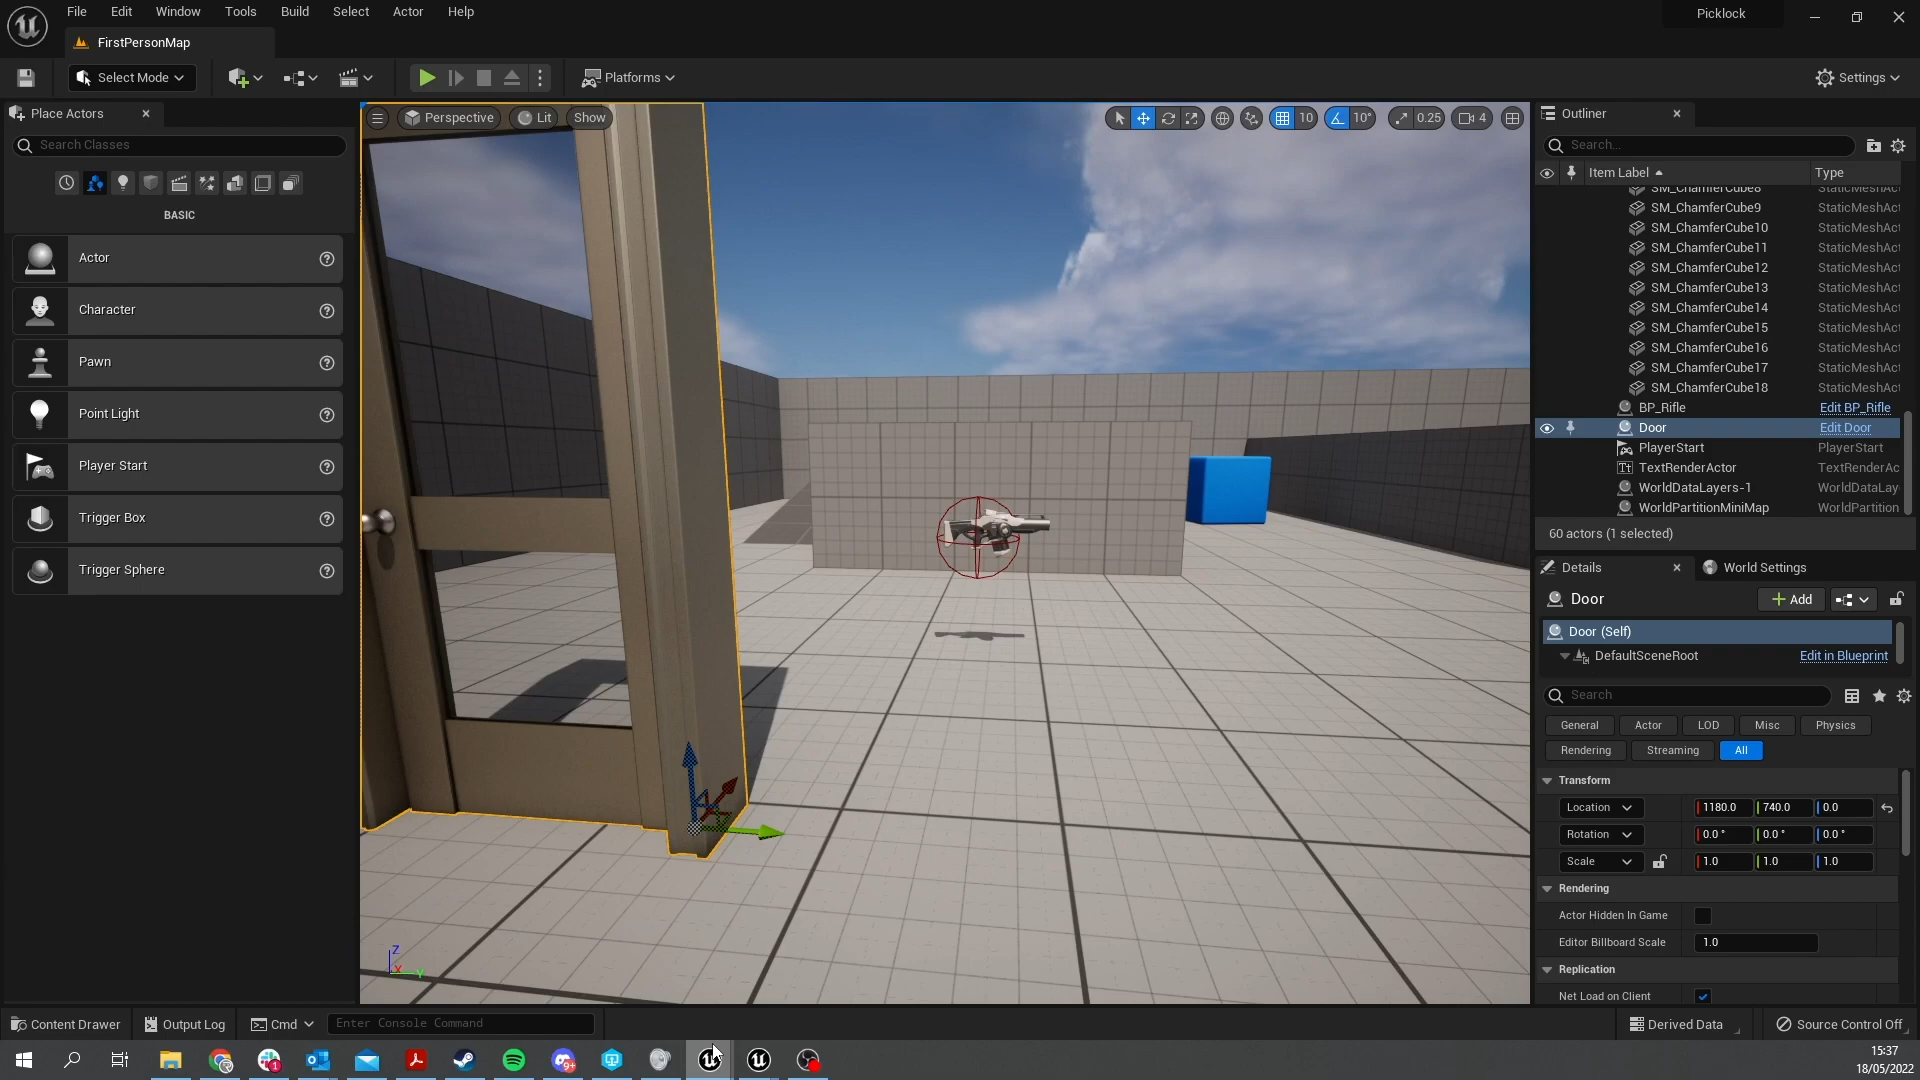 File Edit Window Tools Build Select Actor Help
Picklock
FirstPersonMap
Select Mode
Platforms
Settings
Place Actors
Perspective Lit Show
10 10° 0.25 4
Outliner
Search Classes
Search...
Item Label Type
BASIC
SM_ChamferCube8 StaticMeshAct
SM_ChamferCube9 StaticMeshAct
SM_ChamferCube10 StaticMeshAct
SM_ChamferCube11 StaticMeshAct
SM_ChamferCube12 StaticMeshAct
SM_ChamferCube13 StaticMeshAct
SM_ChamferCube14 StaticMeshAct
SM_ChamferCube15 StaticMeshAct
SM_ChamferCube16 StaticMeshAct
SM_ChamferCube17 StaticMeshAct
SM_ChamferCube18 StaticMeshAct
BP_Rifle Edit BP_Rifle
Door Edit Door
PlayerStart PlayerStart
TextRenderActor TextRenderAc
WorldDataLayers-1 WorldDataLay
WorldPartitionMiniMap WorldPartition
60 actors (1 selected)
Actor
Character
Pawn
Point Light
Player Start
Trigger Box
Trigger Sphere
Details World Settings
Door Add
Door (Self)
DefaultSceneRoot Edit in Blueprint
Search
General Actor LOD Misc Physics
Rendering Streaming All
Transform
Location 1180.0 740.0 0.0
Rotation 0.0 ° 0.0 ° 0.0 °
Scale 1.0 1.0 1.0
Rendering
Actor Hidden In Game
Editor Billboard Scale 1.0
Replication
Net Load on Client
Z
X Y
Content Drawer Output Log Cmd Enter Console Command
Derived Data Source Control Off
1
9+
15:37
18/05/2022